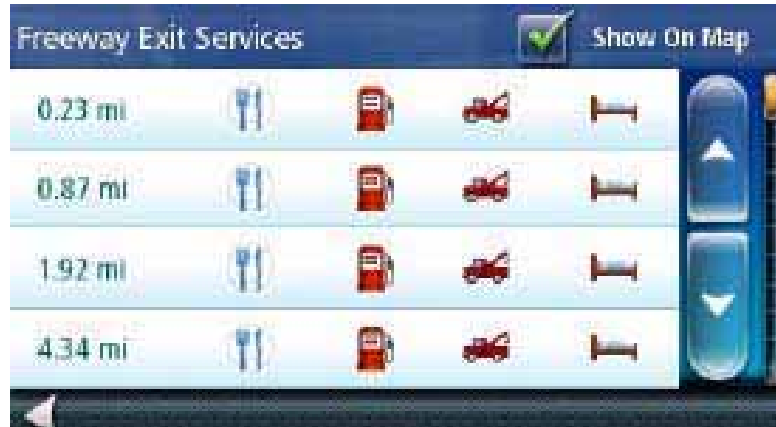 Freeway Exit Services
Show On Map
0.23 mi
0.87 mi
1.92 mi
4.34 mi